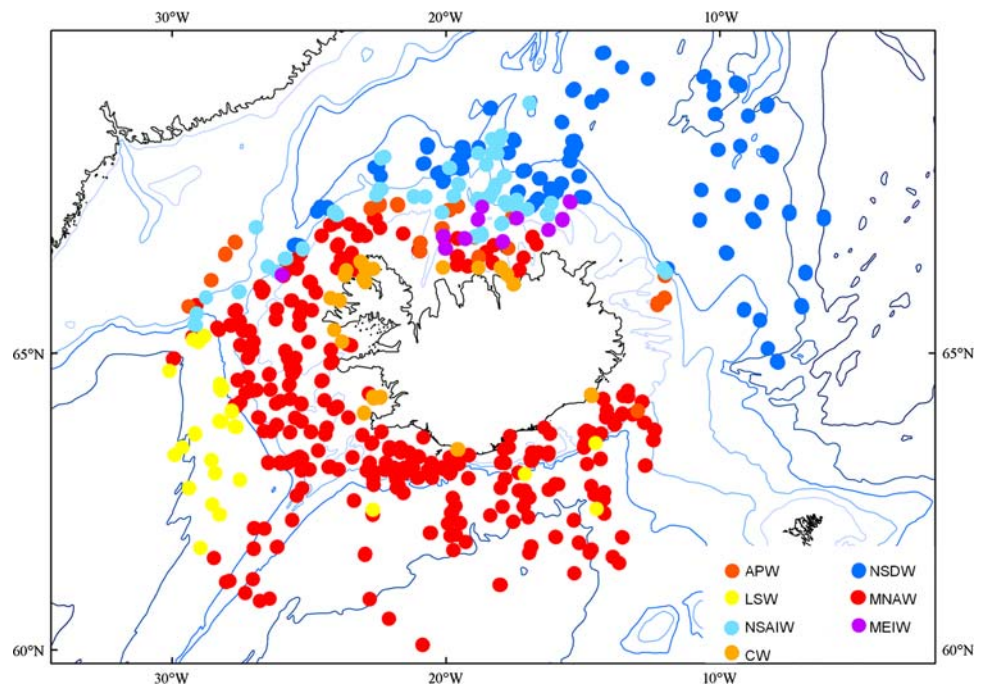 30°W 20°W 10°W
65°N 65°N
APW NSDW
LSW MNAW
NSAIW MEIW
CW
60°N 60°N
30°W 20°W 10°W